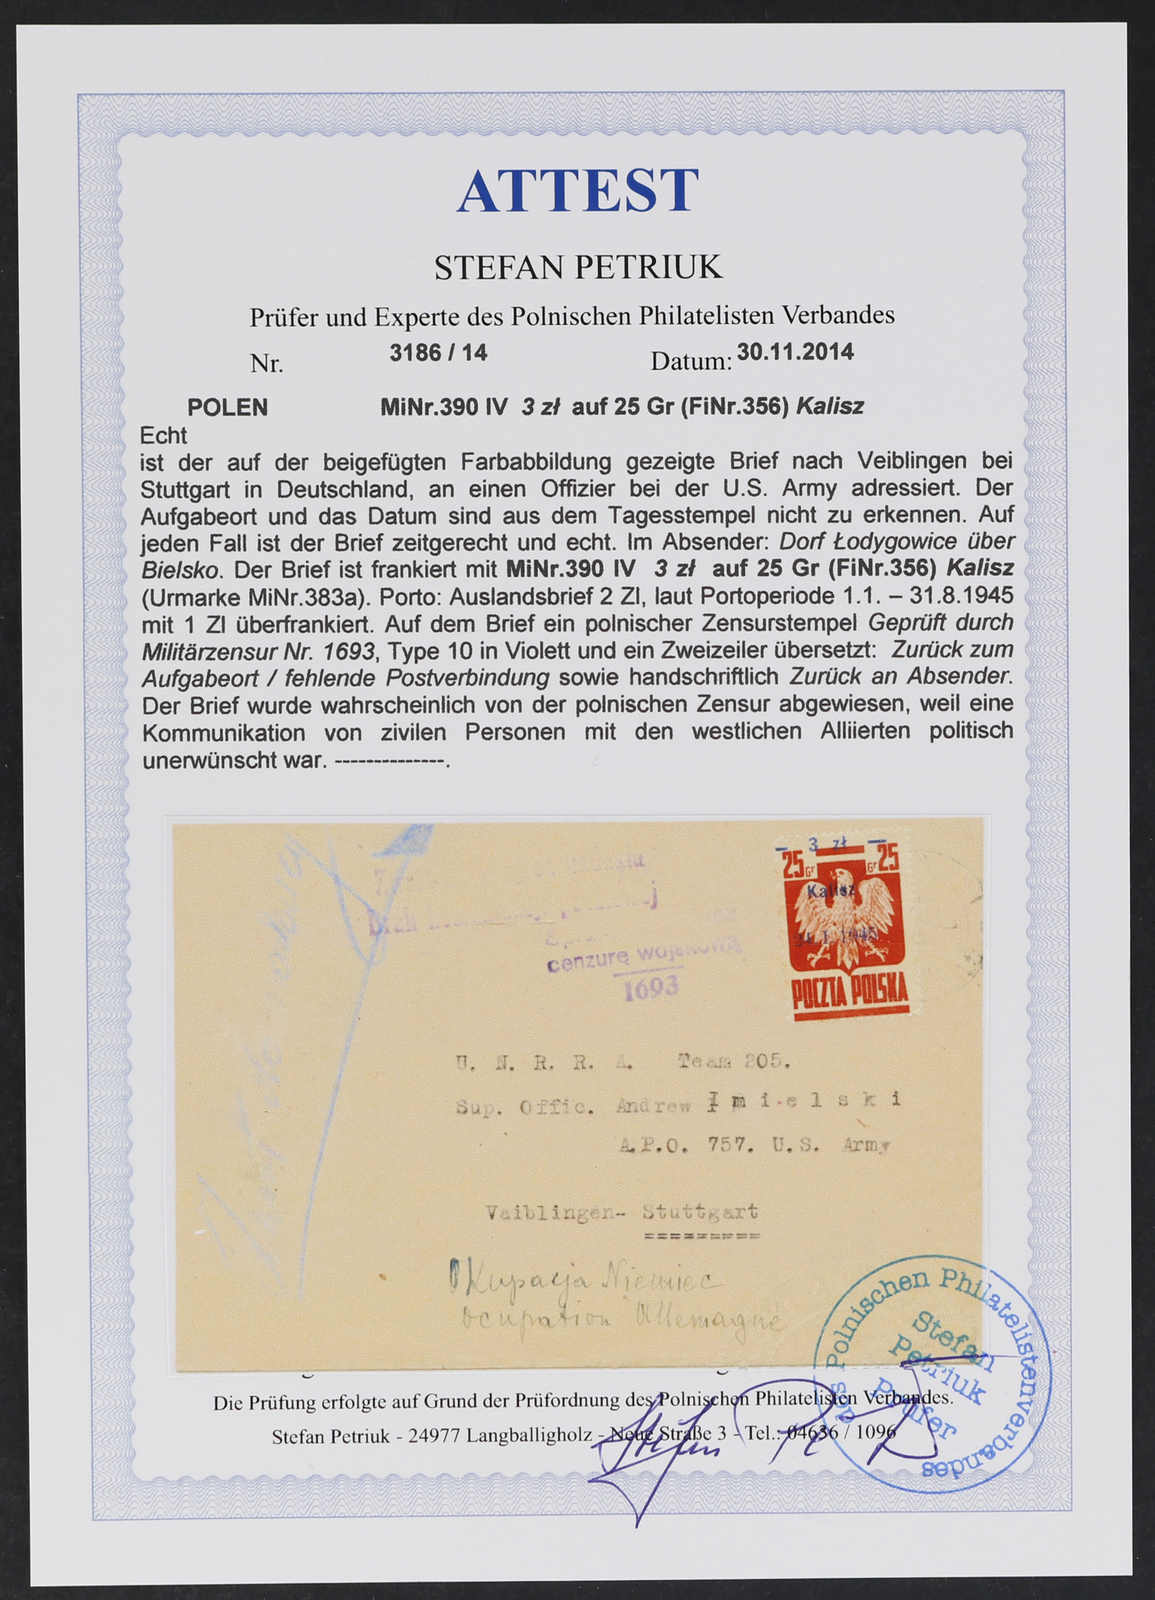 ATTEST
STEFAN PETRIUK
Prüfer und Experte des Polnischen Philatelisten Verbandes
Nr. 3186 / 14 Datum: 30.11.2014
POLEN MiNr.390 IV 3 zł auf 25 Gr (FiNr.356) Kalisz
Echt
ist der auf der beigefügten Farbabbildung gezeigte Brief nach Veiblingen bei
Stuttgart in Deutschland, an einen Offizier bei der U.S. Army adressiert. Der
Aufgabeort und das Datum sind aus dem Tagesstempel nicht zu erkennen. Auf
jeden Fall ist der Brief zeitgerecht und echt. Im Absender: Dorf Łodygowice über
Bielsko. Der Brief ist frankiert mit MiNr.390 IV 3 zł auf 25 Gr (FiNr.356) Kalisz
(Urmarke MiNr.383a). Porto: Auslandsbrief 2 Zl, laut Portoperiode 1.1. – 31.8.1945
mit 1 Zl überfrankiert. Auf dem Brief ein polnischer Zensurstempel Geprüft durch
Militärzensur Nr. 1693, Type 10 in Violett und ein Zweizeiler übersetzt: Zurück zum
Aufgabeort / fehlende Postverbindung sowie handschriftlich Zurück an Absender.
Der Brief wurde wahrscheinlich von der polnischen Zensur abgewiesen, weil eine
Kommunikation von zivilen Personen mit den westlichen Alliierten politisch
unerwünscht war. --------------.
3 zł
25 Gr Gr 25
Kalisz
1945
POCZTA POLSKA
Brak
cenzurę wojskową
1693
U. N. R. R. A. Team 205.
Sup. Offic. Andrew Imielski
A.P.O. 757. U.S. Army
Vaiblingen- Stuttgart
=========
Okupacja Niemiec
Ocupation Allemagne
Die Prüfung erfolgte auf Grund der Prüfordnung des Polnischen Philatelisten Verbandes.
Stefan Petriuk - 24977 Langballigholz - Neue Straße 3 - Tel.: 04636 / 1096
des Polnischen Philatelistenverbandes
Stefan
Petriuk
Prüfer